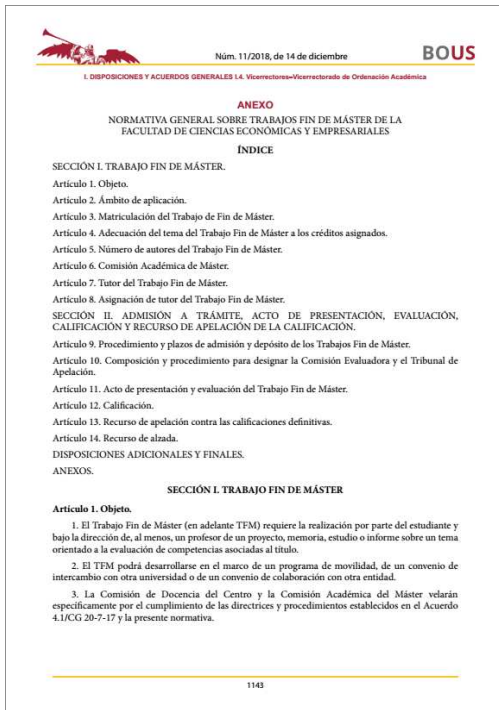 Núm. 11/2018, de 14 de diciembre
BOUS
I. DISPOSICIONES Y ACUERDOS GENERALES I.4. Vicerrectores-Vicerrectorado de Ordenación Académica
ANEXO
NORMATIVA GENERAL SOBRE TRABAJOS FIN DE MÁSTER DE LA
FACULTAD DE CIENCIAS ECONÓMICAS Y EMPRESARIALES
ÍNDICE
SECCIÓN I. TRABAJO FIN DE MÁSTER.
Artículo 1. Objeto.
Artículo 2. Ámbito de aplicación.
Artículo 3. Matriculación del Trabajo de Fin de Máster.
Artículo 4. Adecuación del tema del Trabajo Fin de Máster a los créditos asignados.
Artículo 5. Número de autores del Trabajo Fin de Máster.
Artículo 6. Comisión Académica de Máster.
Artículo 7. Tutor del Trabajo Fin de Máster.
Artículo 8. Asignación de tutor del Trabajo Fin de Máster.
SECCIÓN II. ADMISIÓN A TRÁMITE, ACTO DE PRESENTACIÓN, EVALUACIÓN,
CALIFICACIÓN Y RECURSO DE APELACIÓN DE LA CALIFICACIÓN.
Artículo 9. Procedimiento y plazos de admisión y depósito de los Trabajos Fin de Máster.
Artículo 10. Composición y procedimiento para designar la Comisión Evaluadora y el Tribunal de
Apelación.
Artículo 11. Acto de presentación y evaluación del Trabajo Fin de Máster.
Artículo 12. Calificación.
Artículo 13. Recurso de apelación contra las calificaciones definitivas.
Artículo 14. Recurso de alzada.
DISPOSICIONES ADICIONALES Y FINALES.
ANEXOS.
SECCIÓN I. TRABAJO FIN DE MÁSTER
Artículo 1. Objeto.
1. El Trabajo Fin de Máster (en adelante TFM) requiere la realización por parte del estudiante y
bajo la dirección de, al menos, un profesor de un proyecto, memoria, estudio o informe sobre un tema
orientado a la evaluación de competencias asociadas al título.
2. El TFM podrá desarrollarse en el marco de un programa de movilidad, de un convenio de
intercambio con otra universidad o de un convenio de colaboración con otra entidad.
3. La Comisión de Docencia del Centro y la Comisión Académica del Máster velarán
específicamente por el cumplimiento de las directrices y procedimientos establecidos en el Acuerdo
4.1/CG 20-7-17 y la presente normativa.
1143